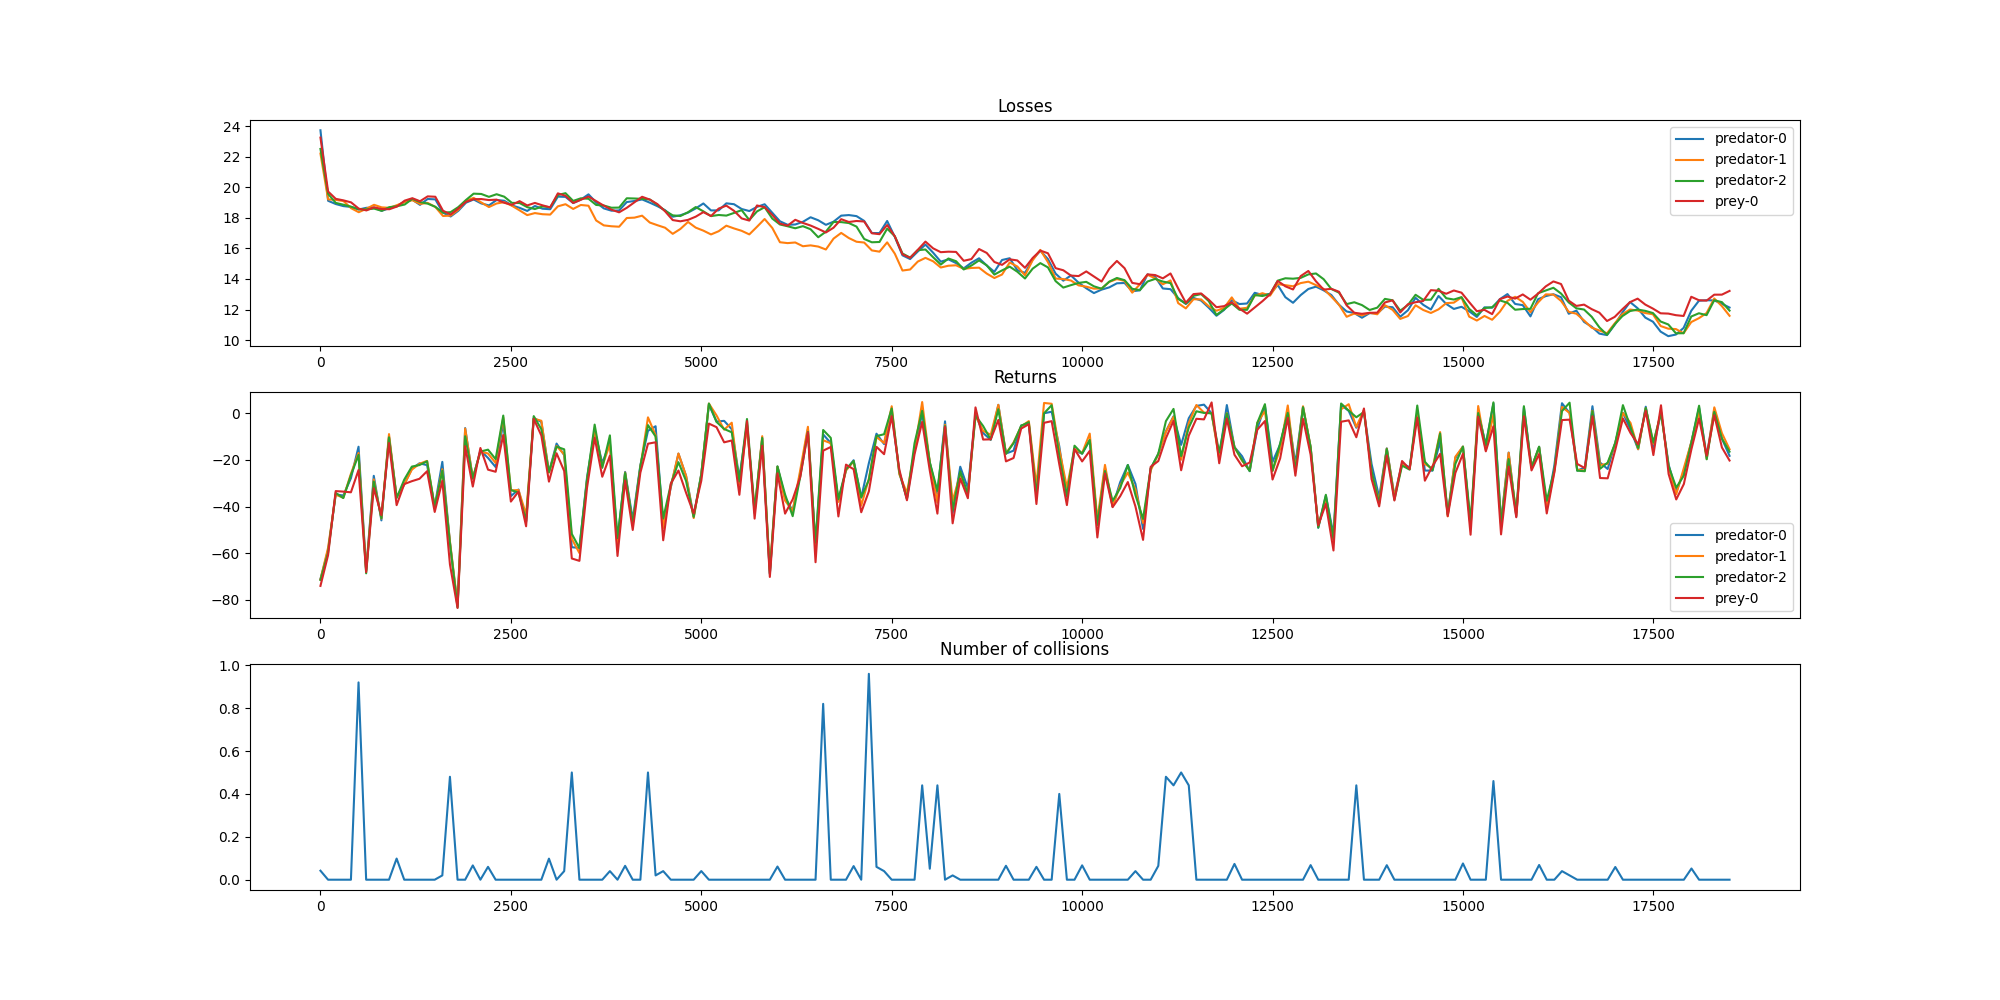 Losses
24
22
20
18
16
14
12
10
predator-0
predator-1
predator-2
prey-0
0 2500 5000 7500 10000 12500 15000 17500
Returns
0
−20
−40
−60
−80
predator-0
predator-1
predator-2
prey-0
0 2500 5000 7500 10000 12500 15000 17500
Number of collisions
1.0
0.8
0.6
0.4
0.2
0.0
0 2500 5000 7500 10000 12500 15000 17500